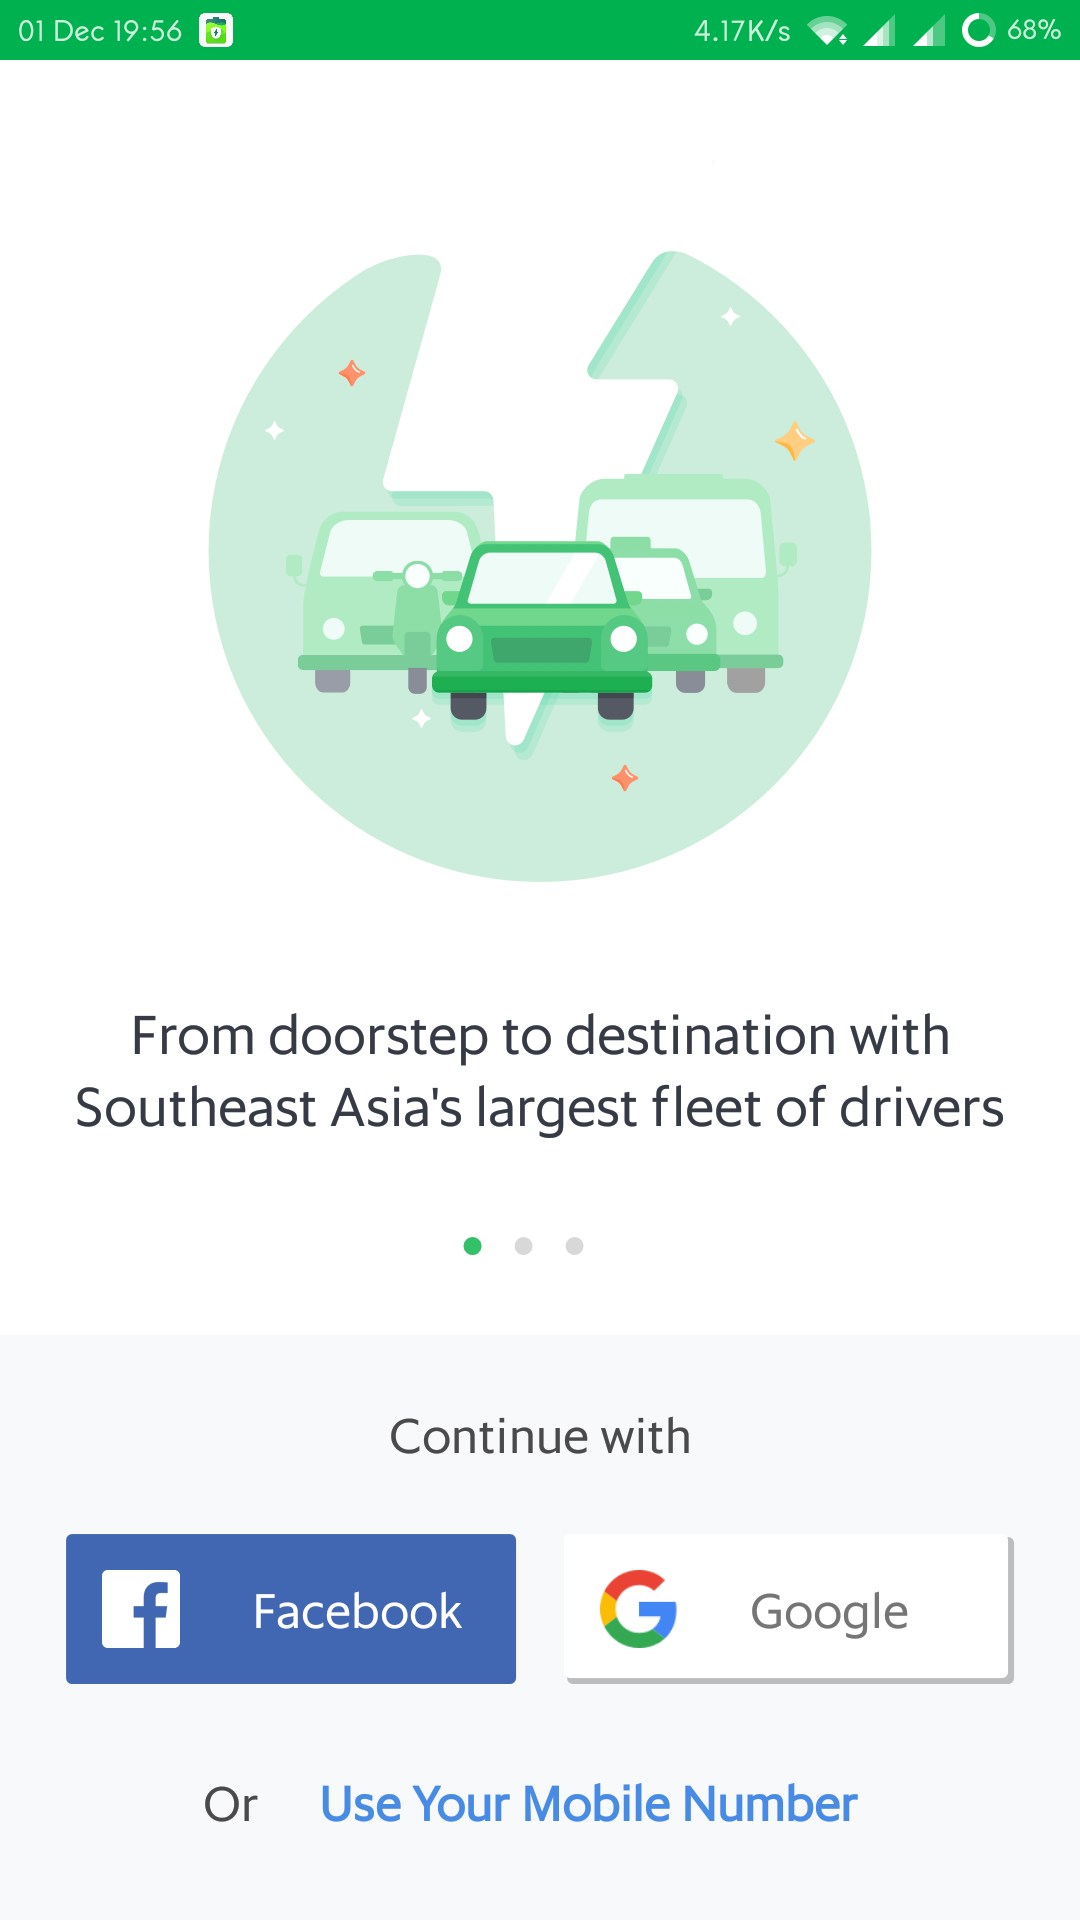 01 Dec 19:56 4.17K/s 68%
From doorstep to destination with
Southeast Asia's largest fleet of drivers
Continue with
Facebook Google
Or Use Your Mobile Number